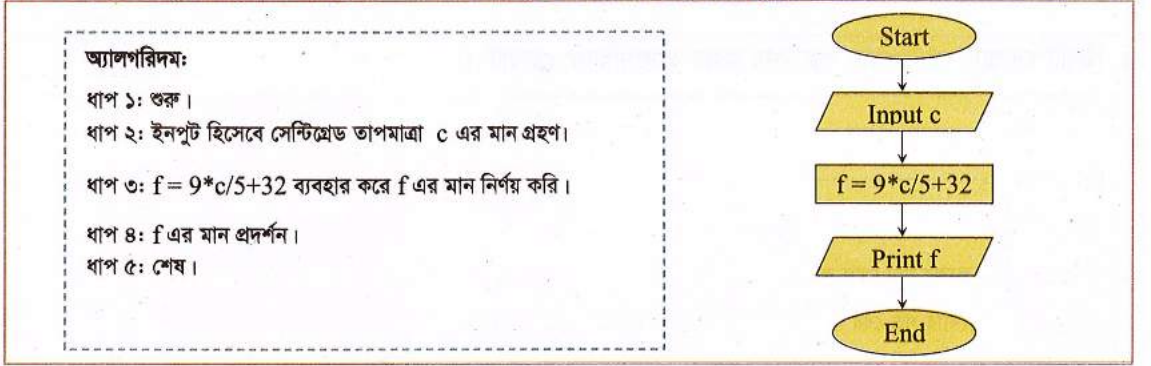 অ্যালগরিদমঃ
ধাপ ১ঃ শুরু।
ধাপ ২ঃ ইনপুট হিসেবে সেন্টিগ্রেড তাপমাত্রা c এর মান গ্রহণ।
ধাপ ৩ঃ f = 9*c/5+32 ব্যবহার করে f এর মান নির্ণয় করি।
ধাপ ৪ঃ f এর মান প্রদর্শন।
ধাপ ৫ঃ শেষ।
Start
Input c
f = 9*c/5+32
Print f
End